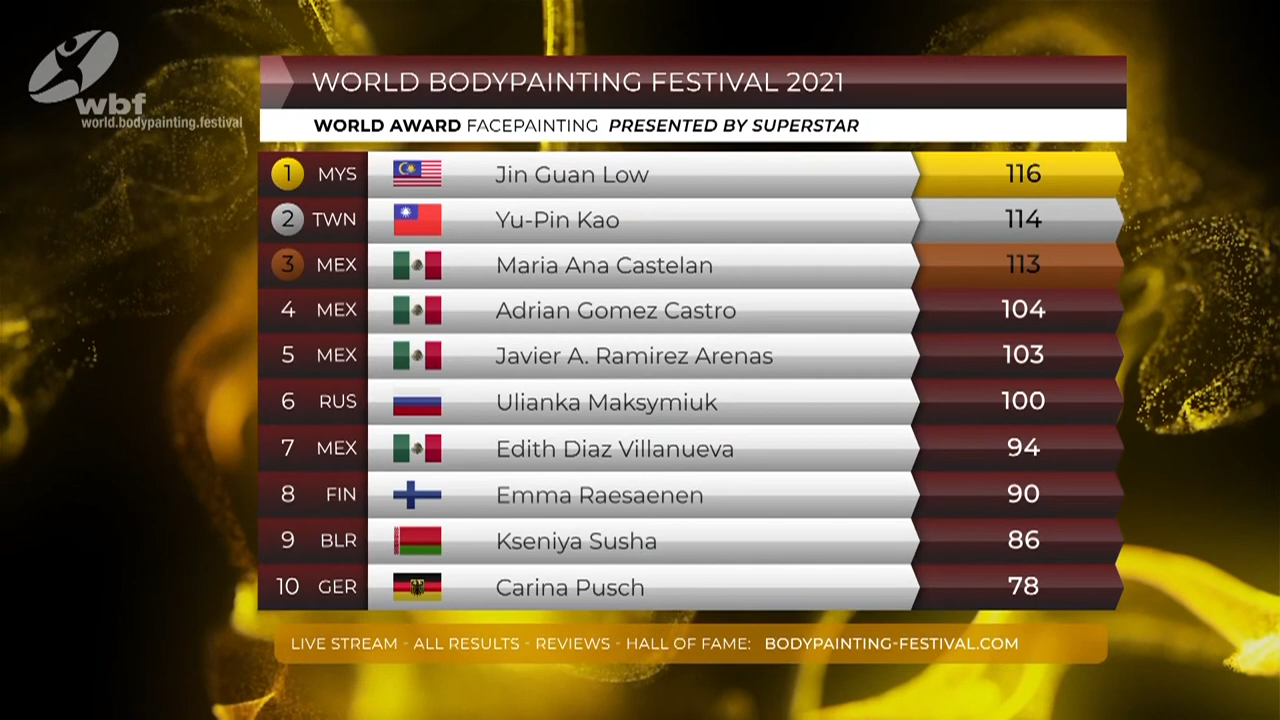 wbf
world.bodypainting.festival
WORLD BODYPAINTING FESTIVAL 2021
WORLD AWARD FACEPAINTING PRESENTED BY SUPERSTAR
1 MYS Jin Guan Low 116
2 TWN Yu-Pin Kao 114
3 MEX Maria Ana Castelan 113
4 MEX Adrian Gomez Castro 104
5 MEX Javier A. Ramirez Arenas 103
6 RUS Ulianka Maksymiuk 100
7 MEX Edith Diaz Villanueva 94
8 FIN Emma Raesaenen 90
9 BLR Kseniya Susha 86
10 GER Carina Pusch 78
LIVE STREAM - ALL RESULTS - REVIEWS - HALL OF FAME: BODYPAINTING-FESTIVAL.COM